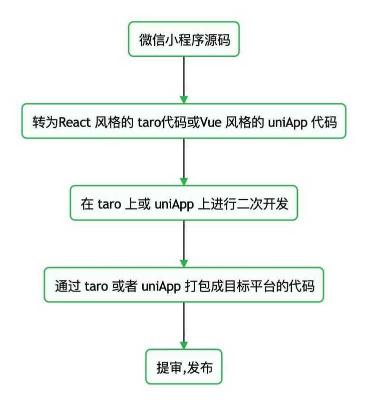 微信小程序源码
转为React 风格的 taro代码或Vue 风格的 uniApp 代码
在 taro 上或 uniApp 上进行二次开发
通过 taro 或者 uniApp 打包成目标平台的代码
提审,发布